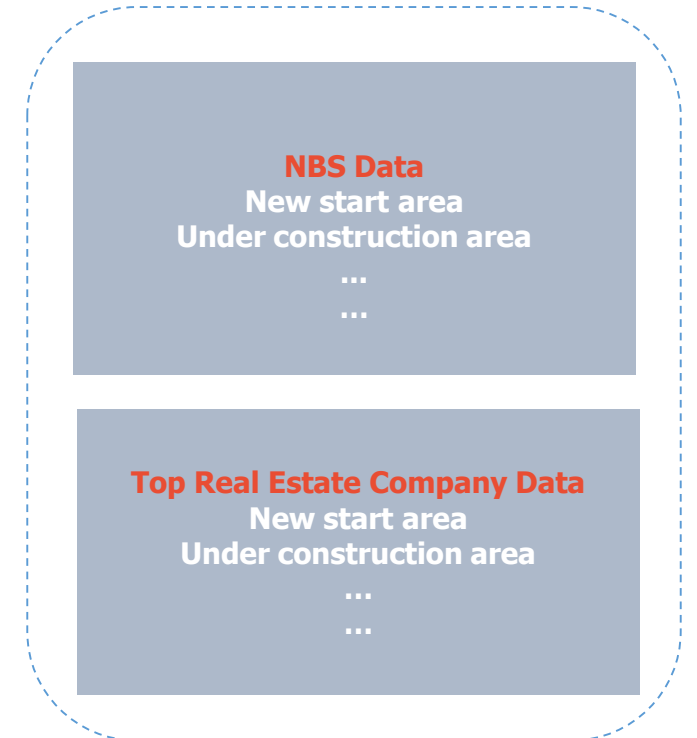 NBS Data
New start area
Under construction area
...
...
Top Real Estate Company Data
New start area
Under construction area
...
...